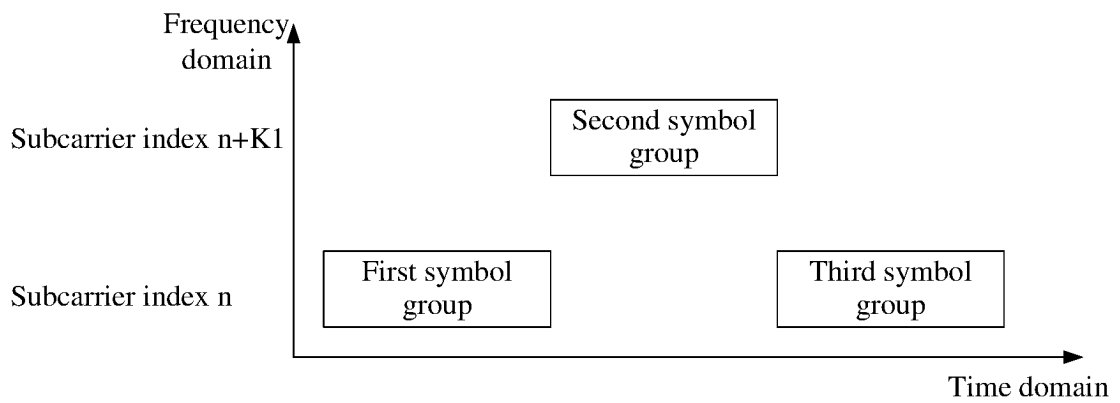 Frequency
domain
Subcarrier index n+K1
Second symbol
group
Subcarrier index n
First symbol
group
Third symbol
group
Time domain